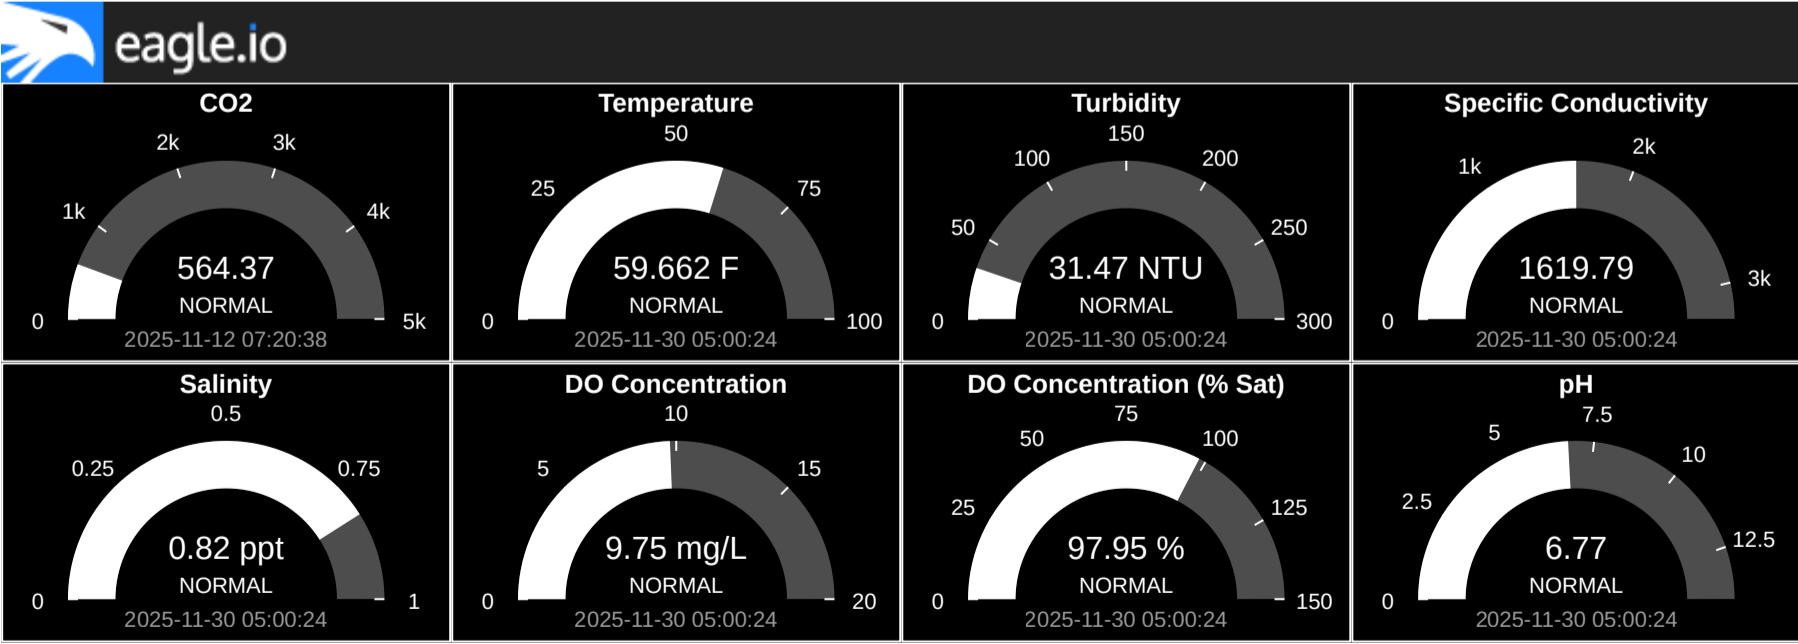 eagle.io
CO2
2k
3k
1k
4k
564.37
NORMAL
0
5k
2025-11-12 07:20:38
Temperature
50
25
75
59.662 F
NORMAL
0
100
2025-11-30 05:00:24
Turbidity
150
100
200
50
250
31.47 NTU
NORMAL
0
300
2025-11-30 05:00:24
Specific Conductivity
2k
1k
1619.79
3k
NORMAL
0
2025-11-30 05:00:24
Salinity
0.5
0.25
0.75
0.82 ppt
NORMAL
0
1
2025-11-30 05:00:24
DO Concentration
10
5
15
9.75 mg/L
NORMAL
0
20
2025-11-30 05:00:24
DO Concentration (% Sat)
75
50
100
25
125
97.95 %
NORMAL
0
150
2025-11-30 05:00:24
pH
7.5
5
10
2.5
12.5
6.77
NORMAL
0
2025-11-30 05:00:24